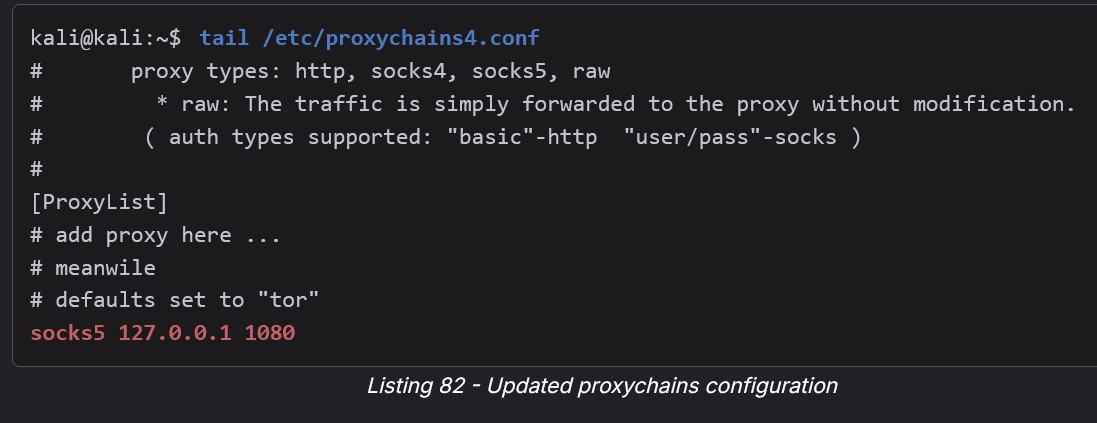 kali@kali:~$ tail /etc/proxychains4.conf
#       proxy types: http, socks4, socks5, raw
#         * raw: The traffic is simply forwarded to the proxy without modification.
#        ( auth types supported: "basic"-http  "user/pass"-socks )
#
[ProxyList]
# add proxy here ...
# meanwile
# defaults set to "tor"
socks5 127.0.0.1 1080
Listing 82 - Updated proxychains configuration